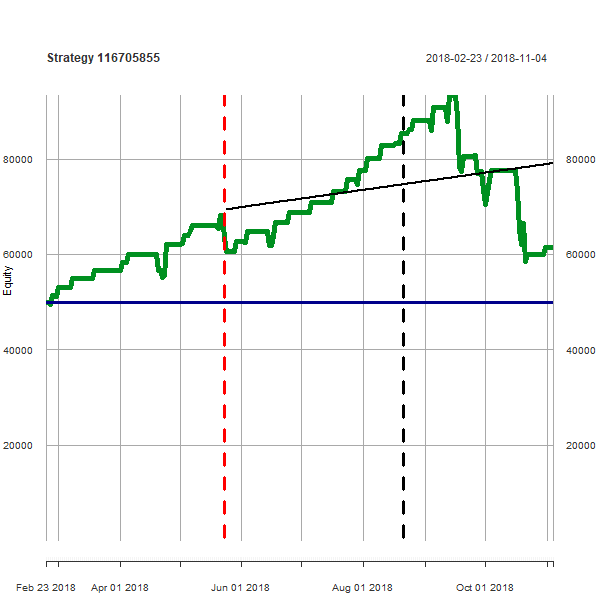 Strategy 116705855 2018-02-23 / 2018-11-04
80000 80000
60000 60000
Equity
40000 40000
20000 20000
Feb 23 2018 Apr 01 2018 Jun 01 2018 Aug 01 2018 Oct 01 2018